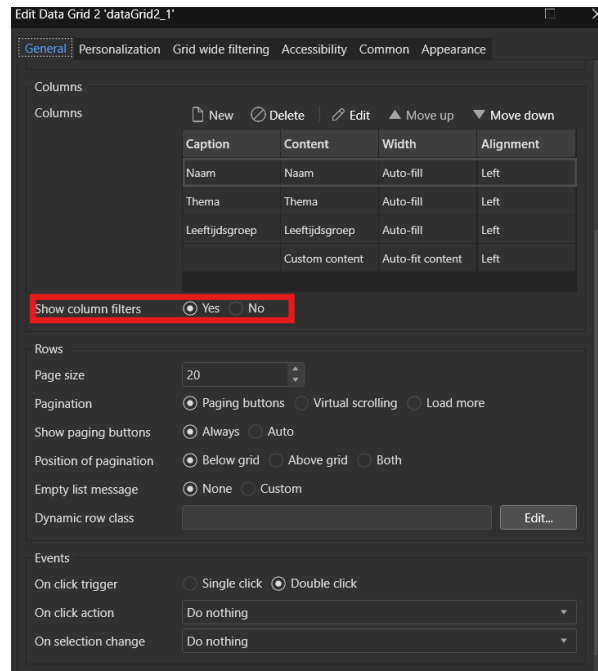 Edit Data Grid 2 'dataGrid2_1'
General Personalization Grid wide filtering Accessibility Common Appearance
Columns
Columns New Delete Edit Move up Move down
Caption Content Width Alignment
Naam Naam Auto-fill Left
Thema Thema Auto-fill Left
Leeftijdsgroep Leeftijdsgroep Auto-fill Left
Custom content Auto-fit content Left
Show column filters Yes No
Rows
Page size 20
Pagination Paging buttons Virtual scrolling Load more
Show paging buttons Always Auto
Position of pagination Below grid Above grid Both
Empty list message None Custom
Dynamic row class Edit...
Events
On click trigger Single click Double click
On click action Do nothing
On selection change Do nothing